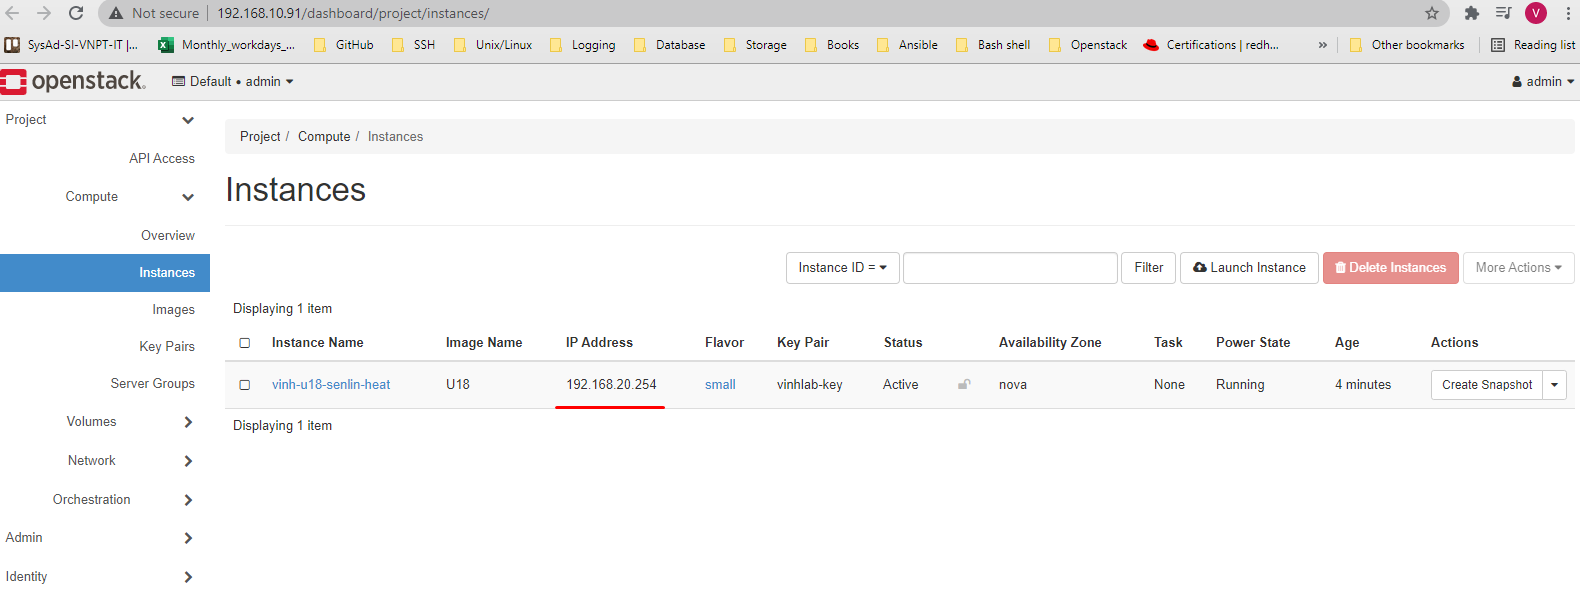 Not secure | 192.168.10.91/dashboard/project/instances/ V
SysAd-SI-VNPT-IT |... Monthly_workdays_... GitHub SSH Unix/Linux Logging Database Storage Books Ansible Bash shell Openstack Certifications | redh... » Other bookmarks Reading list
openstack. Default • admin admin
Project
API Access
Compute
Overview
Instances
Images
Key Pairs
Server Groups
Volumes
Network
Orchestration
Admin
Identity
Project / Compute / Instances
Instances
Instance ID = Filter Launch Instance Delete Instances More Actions
Displaying 1 item
Instance Name Image Name IP Address Flavor Key Pair Status Availability Zone Task Power State Age Actions
vinh-u18-senlin-heat U18 192.168.20.254 small vinhlab-key Active nova None Running 4 minutes Create Snapshot
Displaying 1 item